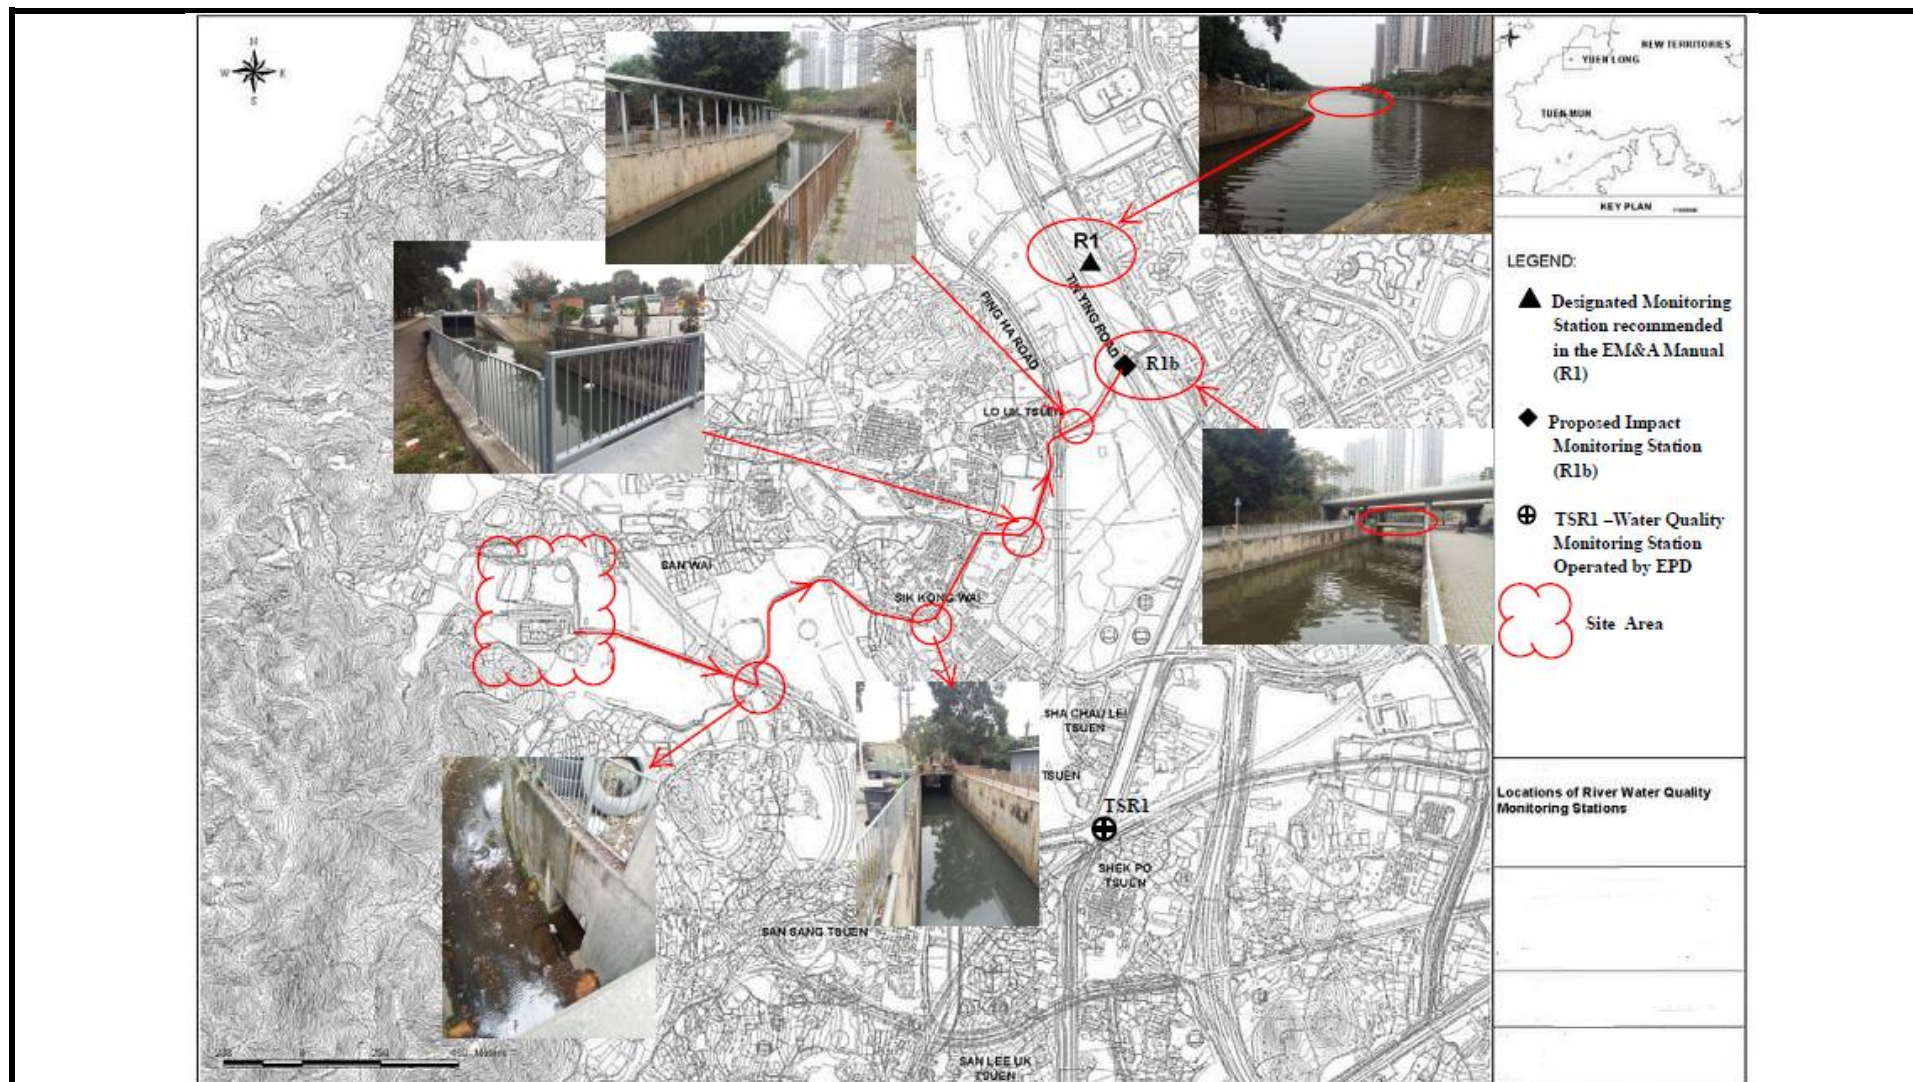 N
W E
S
R1
TIN YING ROAD
PING HA ROAD
R1b
LO UK TSUEN
SAN WAI
SIK KONG WAI
SHA CHAU LEI
TSUEN
TSUEN
TSR1
SHEK PO
TSUEN
SAN SANG TSUEN
SAN LEE UK
TSUEN
Meters
NEW TERRITORIES
YUEN LONG
TUEN MUN
KEY PLAN
LEGEND:
Designated Monitoring
Station recommended
in the EM&A Manual
(R1)
Proposed Impact
Monitoring Station
(R1b)
TSR1 –Water Quality
Monitoring Station
Operated by EPD
Site Area
Locations of River Water Quality
Monitoring Stations